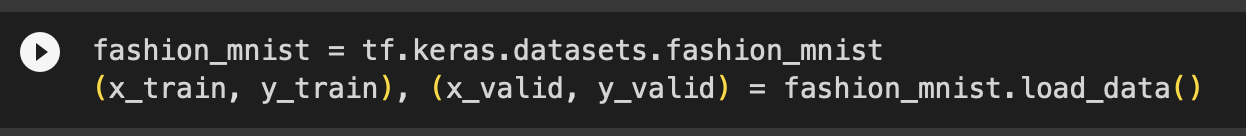 fashion_mnist = tf.keras.datasets.fashion_mnist
(x_train, y_train), (x_valid, y_valid) = fashion_mnist.load_data()